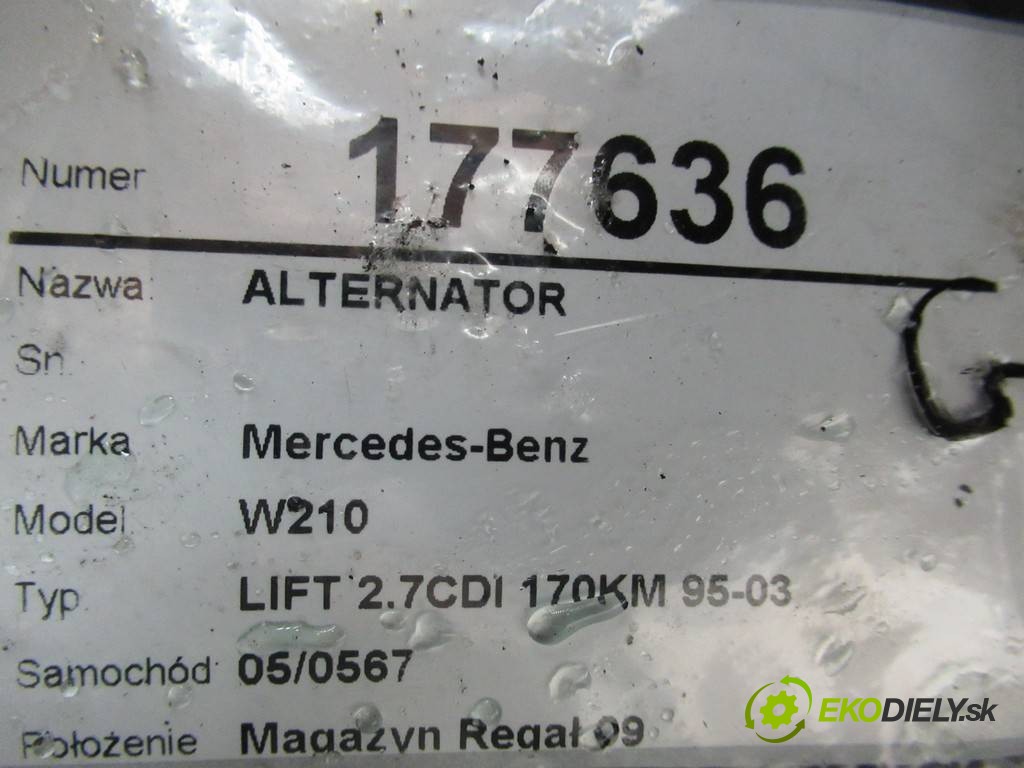 Numer 177636
Nazwa: ALTERNATOR
Sn.
Marka Mercedes-Benz
Model W210
Typ. LIFT 2.7CDI 170KM 95-03
Samochód 05/0567
Położenie Magazyn Regał 09
EKODIELY.sk